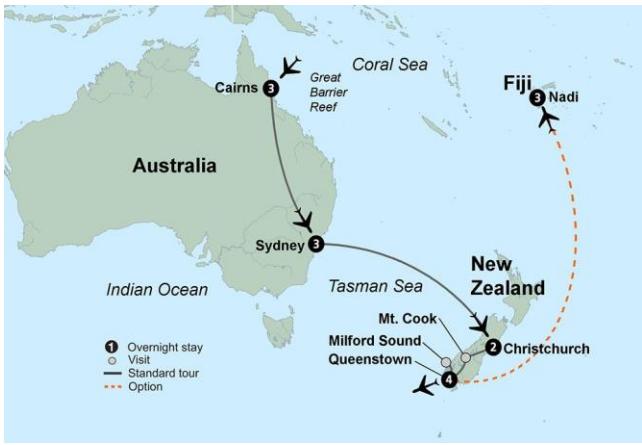 Coral Sea
Fiji
3 Nadi
Cairns 3
Great
Barrier
Reef
Australia
Sydney 3
Indian Ocean
Tasman Sea
New
Zealand
Mt. Cook
Milford Sound
Queenstown
2 Christchurch
4
1 Overnight stay
Visit
Standard tour
Option